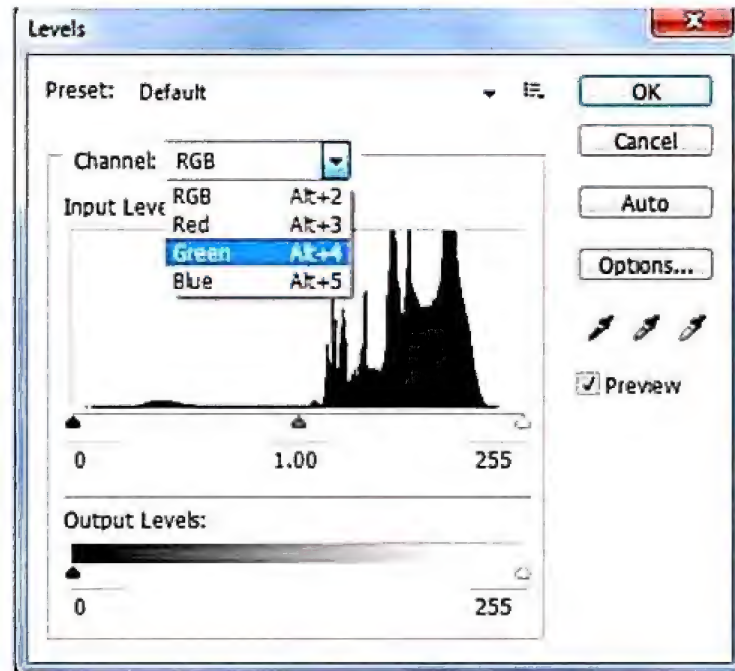 Levels
Preset: Default
OK
Channel: RGB
Cancel
RGB Alt+2
Input Leve
Red Alt+3
Auto
Green Alt+4
Blue Alt+5
Options...
Preview
0 1.00 255
Output Levels:
0 255